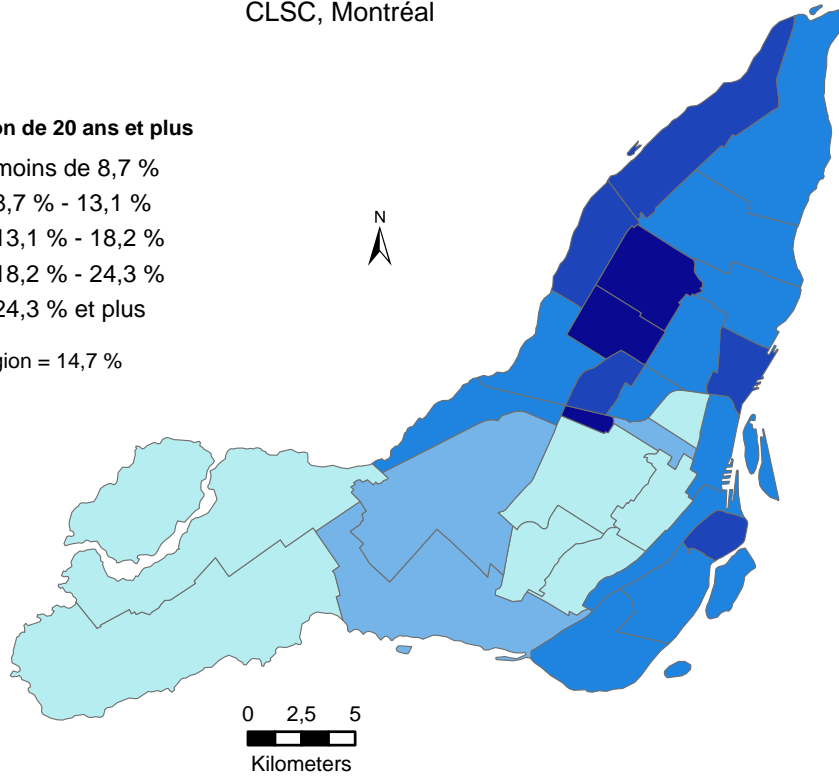 CLSC, Montréal
on de 20 ans et plus
moins de 8,7 %
8,7 % - 13,1 %
13,1 % - 18,2 %
18,2 % - 24,3 %
24,3 % et plus
gion = 14,7 %
N
0 2,5 5
Kilometers